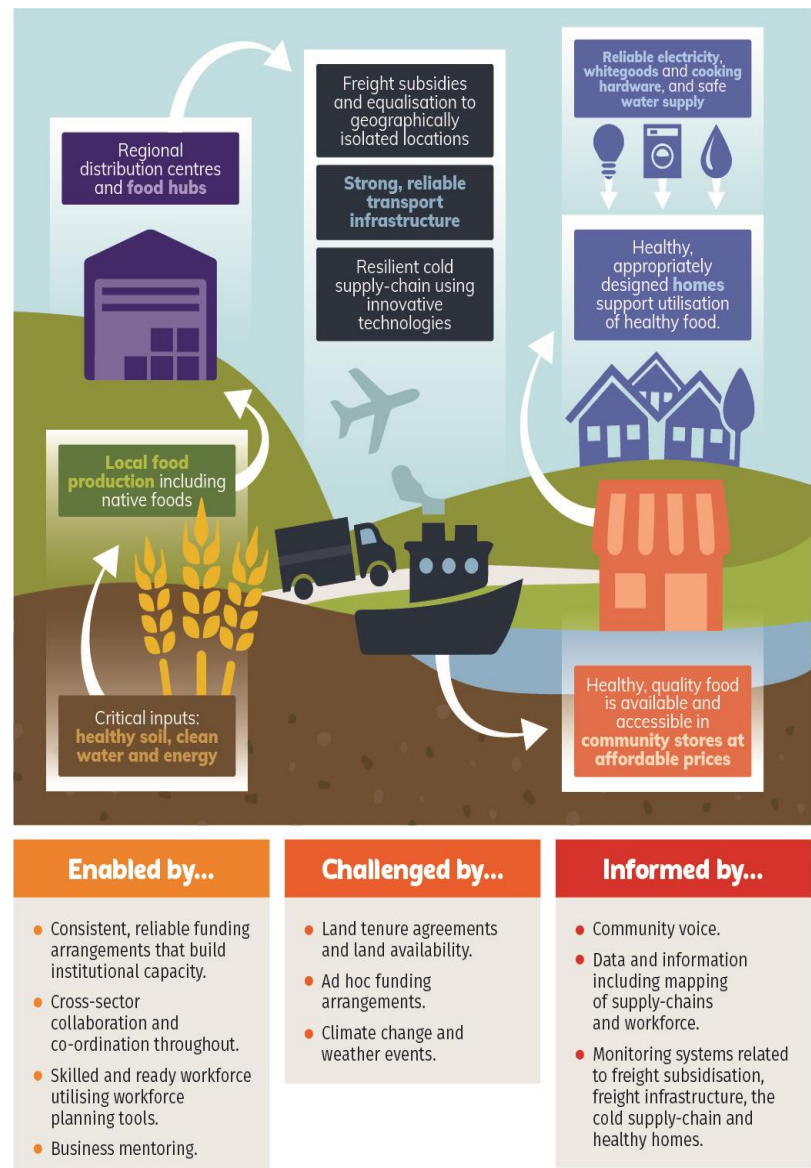 Regional
distribution centres
and food hubs
Local food
production including
native foods
Critical inputs:
healthy soil, clean
water and energy
Freight subsidies
and equalisation to
geographically
isolated locations
Strong, reliable
transport
infrastructure
Resilient cold
supply-chain using
innovative
technologies
Reliable electricity,
whitegoods and cooking
hardware, and safe
water supply
Healthy,
appropriately
designed homes
support utilisation
of healthy food.
Healthy, quality food
is available and
accessible in
community stores at
affordable prices
Enabled by...
Consistent, reliable funding
arrangements that build
institutional capacity.
Cross-sector
collaboration and
co-ordination throughout.
Skilled and ready workforce
utilising workforce
planning tools.
Business mentoring.
Challenged by...
Land tenure agreements
and land availability.
Ad hoc funding
arrangements.
Climate change and
weather events.
Informed by...
Community voice.
Data and information
including mapping
of supply-chains
and workforce.
Monitoring systems related
to freight subsidisation,
freight infrastructure, the
cold supply-chain and
healthy homes.